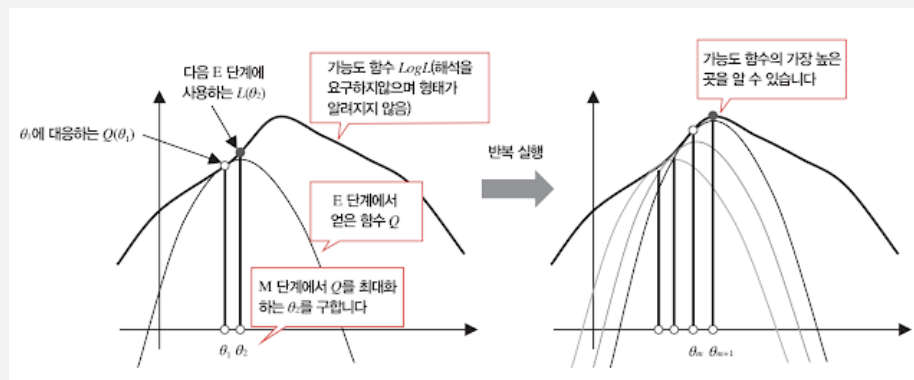 다음 E 단계에
사용하는 L(θ₂)
θ₁에 대응하는 Q(θ₁)
가능도 함수 LogL(해석을
요구하지않으며 형태가
알려지지 않음)
E 단계에서
얻은 함수 Q
M 단계에서 Q를 최대화
하는 θ₂를 구합니다
θ₁ θ₂
반복 실행
가능도 함수의 가장 높은
곳을 알 수 있습니다
θₘ θₘ₊₁